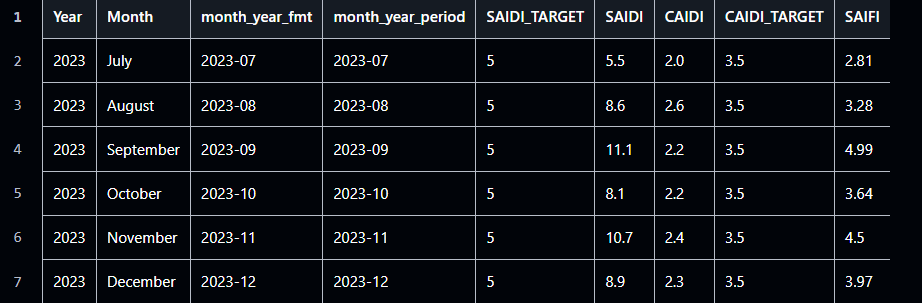 1 Year Month month_year_fmt month_year_period SAIDI_TARGET SAIDI CAIDI CAIDI_TARGET SAIFI
2 2023 July 2023-07 2023-07 5 5.5 2.0 3.5 2.81
3 2023 August 2023-08 2023-08 5 8.6 2.6 3.5 3.28
4 2023 September 2023-09 2023-09 5 11.1 2.2 3.5 4.99
5 2023 October 2023-10 2023-10 5 8.1 2.2 3.5 3.64
6 2023 November 2023-11 2023-11 5 10.7 2.4 3.5 4.5
7 2023 December 2023-12 2023-12 5 8.9 2.3 3.5 3.97